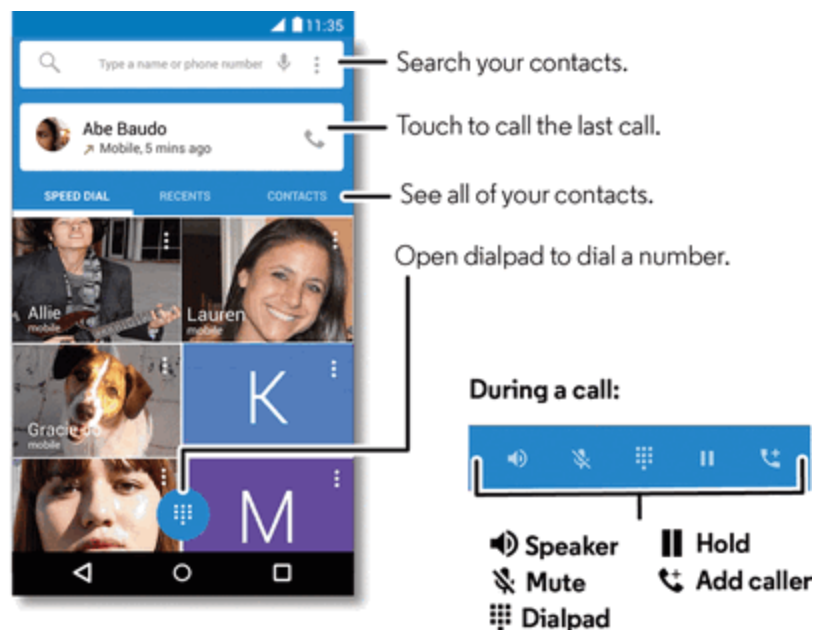 11:35
Type a name or phone number
Search your contacts.
Abe Baudo
Mobile, 5 mins ago
Touch to call the last call.
SPEED DIAL RECENTS CONTACTS
See all of your contacts.
Open dialpad to dial a number.
Allie
mobile
Lauren
mobile
K
Gracie
mobile
M
During a call:
Speaker
Hold
Mute
Add caller
Dialpad